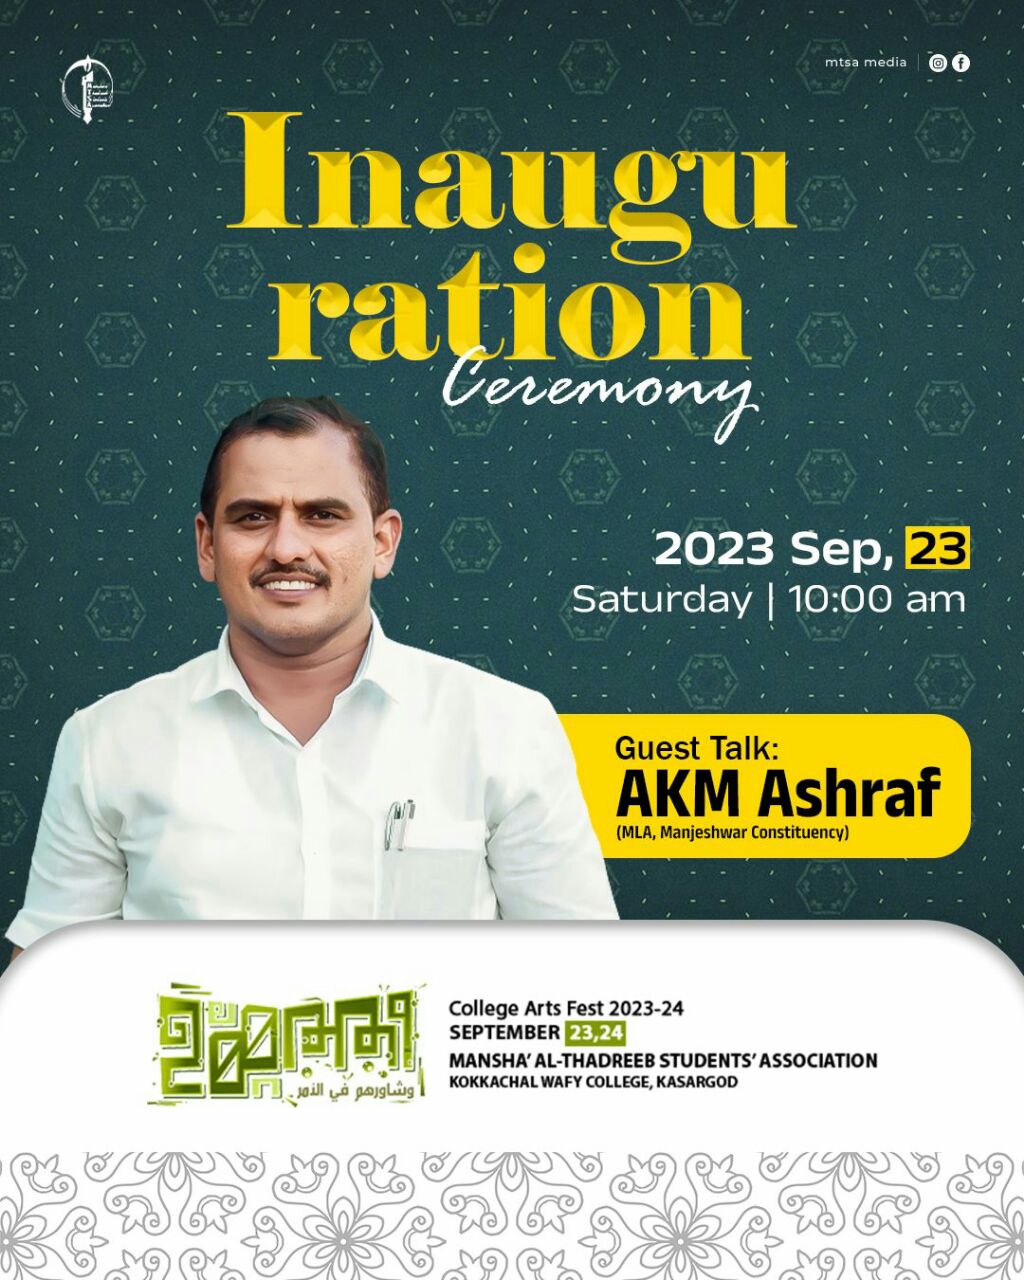 mtsa media
Inaugu
ration
Ceremony
2023 Sep, 23
Saturday | 10:00 am
Guest Talk:
AKM Ashraf
(MLA, Manjeshwar Constituency)
وشاورهم في الأمر
College Arts Fest 2023-24
SEPTEMBER 23,24
MANSHA’ AL-THADREEB STUDENTS’ ASSOCIATION
KOKKACHAL WAFY COLLEGE, KASARGOD